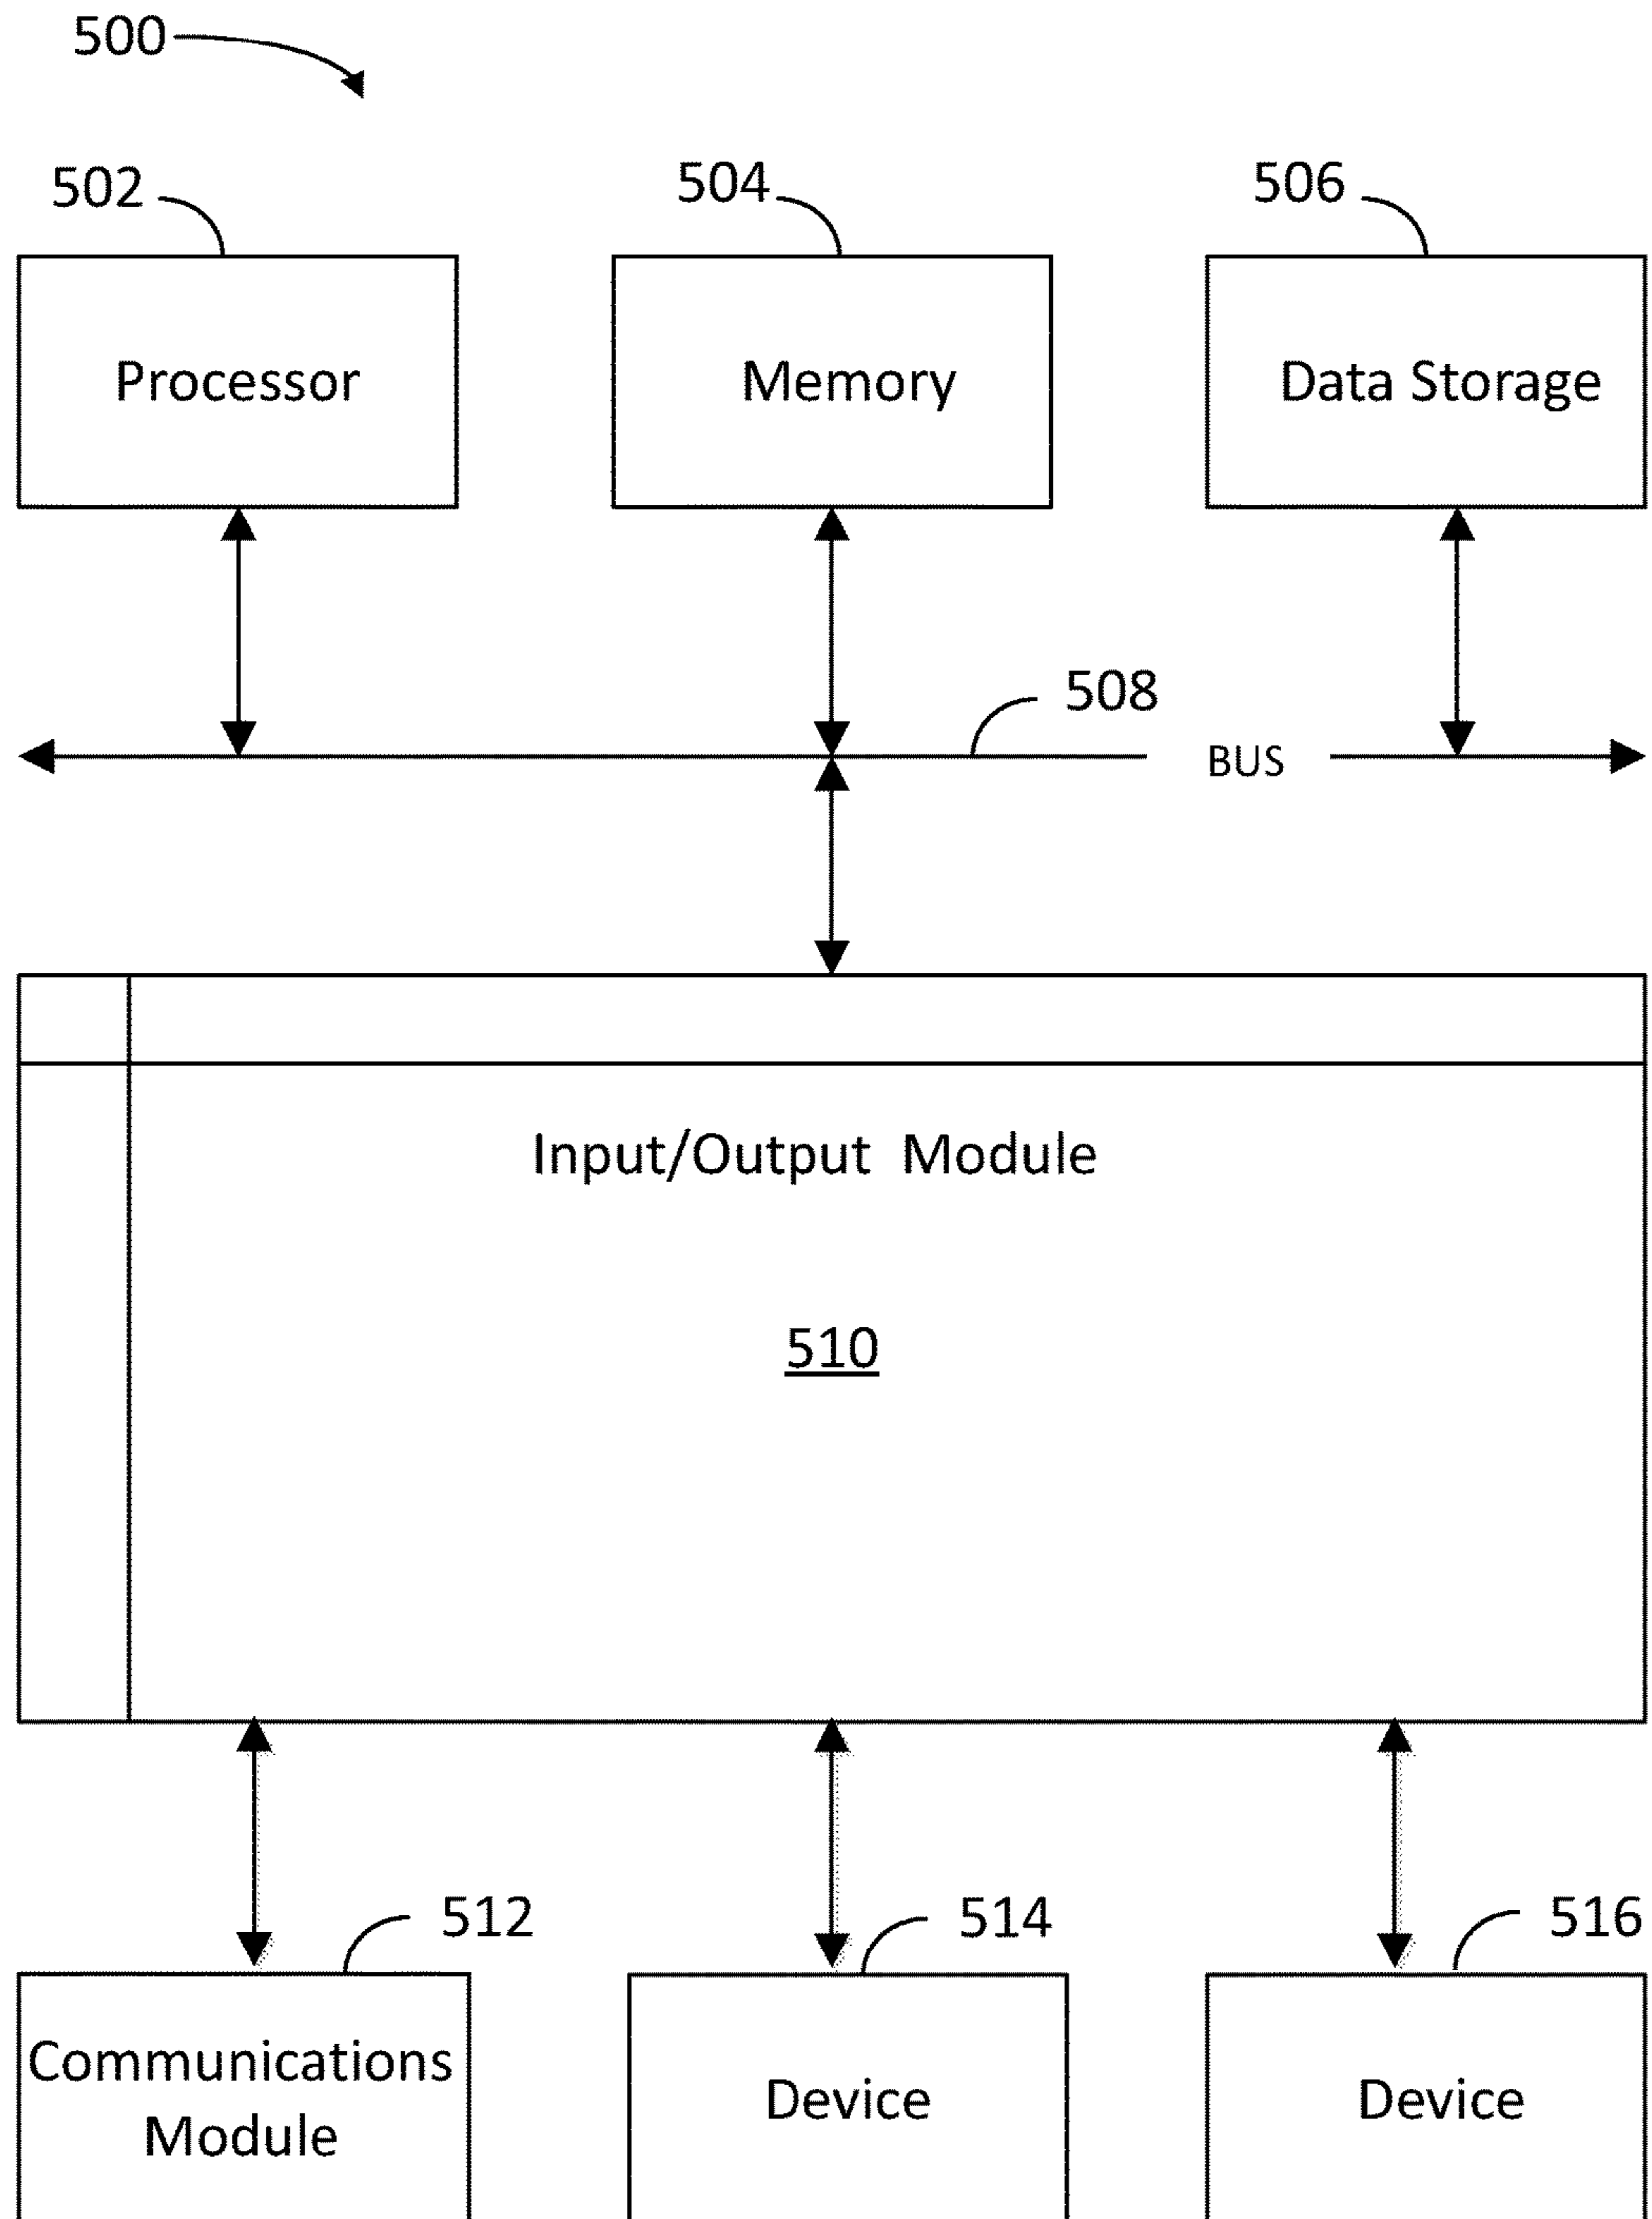 500
502
504
506
Processor
Memory
Data Storage
508
BUS
Input/Output Module
510
512
514
516
Communications
Module
Device
Device